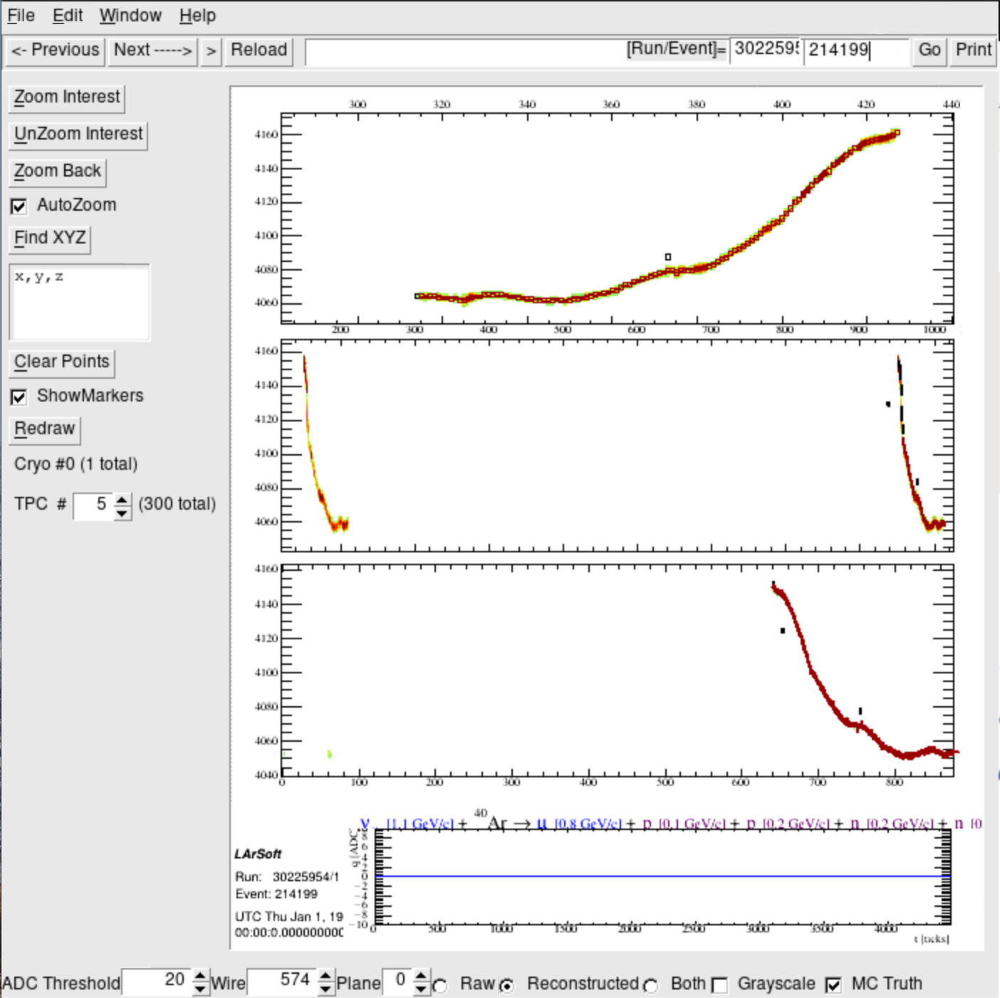 File Edit Window Help
<- Previous Next -----> > Reload [Run/Event]= 3022595 214199 Go Print
Zoom Interest
UnZoom Interest
Zoom Back
AutoZoom
Find XYZ
x,y,z
Clear Points
ShowMarkers
Redraw
Cryo #0 (1 total)
TPC # 5 (300 total)
300 320 340 360 380 400 420 440
4160
4140
4120
4100
4080
4060
200 300 400 500 600 700 800 900 1000
4160
4140
4120
4100
4080
4060
4160
4140
4120
4100
4080
4060
4040
0 100 200 300 400 500 600 700 800
ν [1.1 GeV/c] + 40 Ar → μ [0.8 GeV/c] + p [0.1 GeV/c] + p [0.2 GeV/c] + n [0.2 GeV/c] + n [0
q [ADC]
8
6
4
2
0
−2
−4
−6
−8
−10
0 500 1000 1500 2000 2500 3000 3500 4000
t [ticks]
LArSoft
Run: 30225954/1
Event: 214199
UTC Thu Jan 1, 19
00:00:0.000000000
ADC Threshold 20 Wire 574 Plane 0 Raw Reconstructed Both Grayscale MC Truth